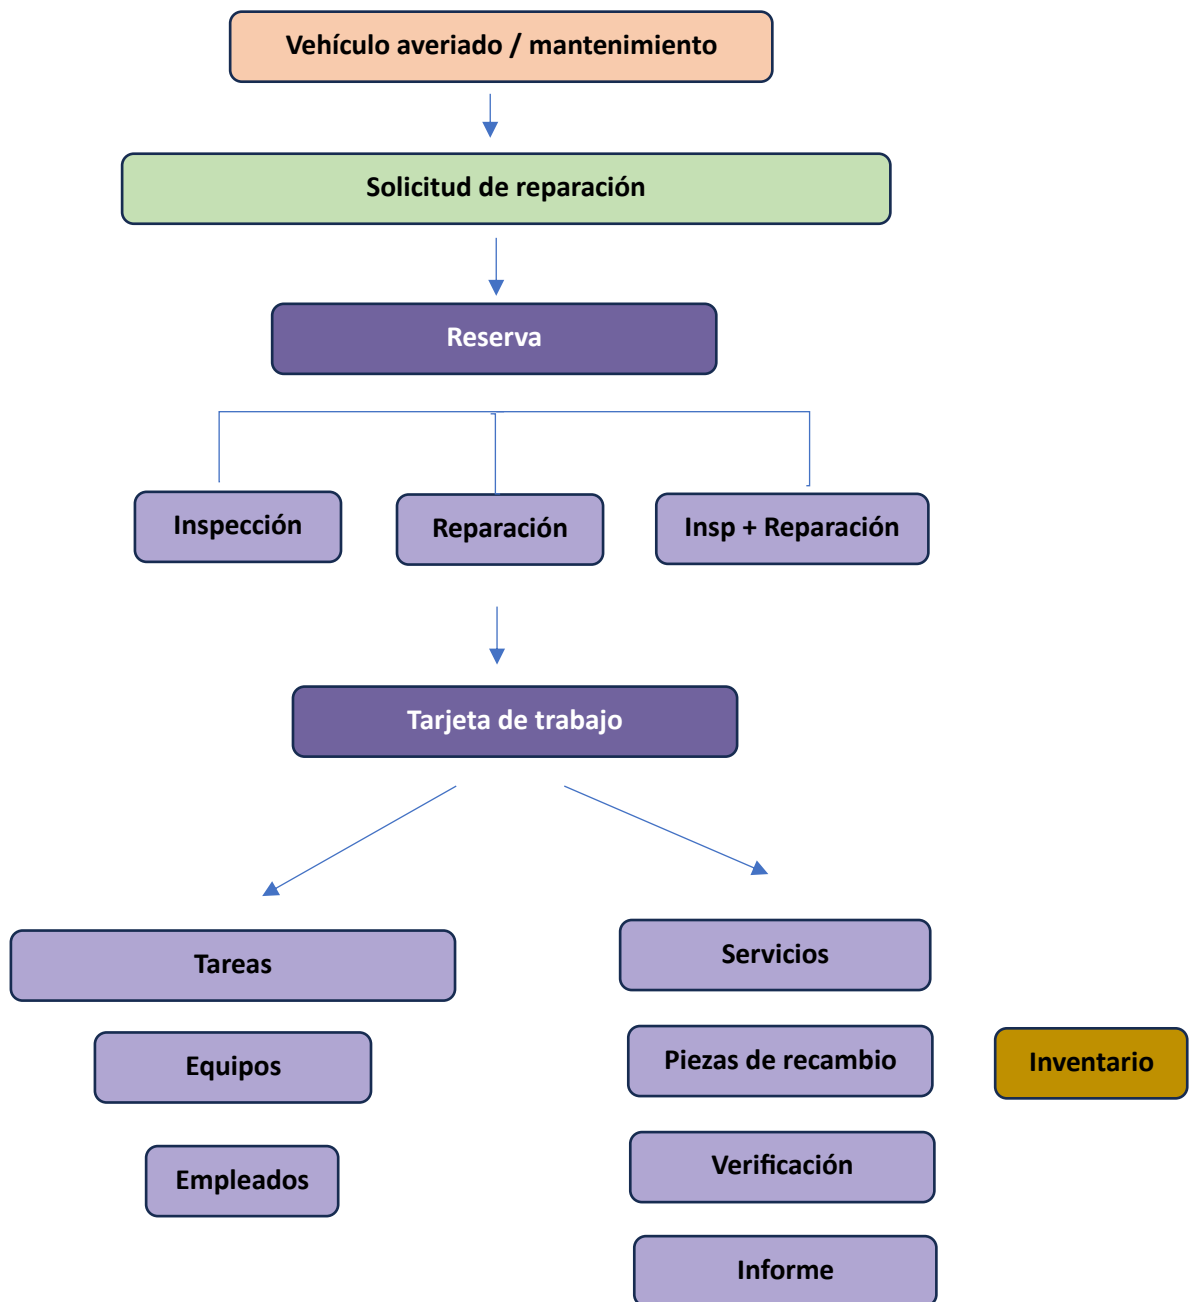 Vehículo averiado / mantenimiento
Solicitud de reparación
Reserva
Inspección
Reparación
Insp + Reparación
Tarjeta de trabajo
Tareas
Servicios
Equipos
Piezas de recambio
Inventario
Empleados
Verificación
Informe